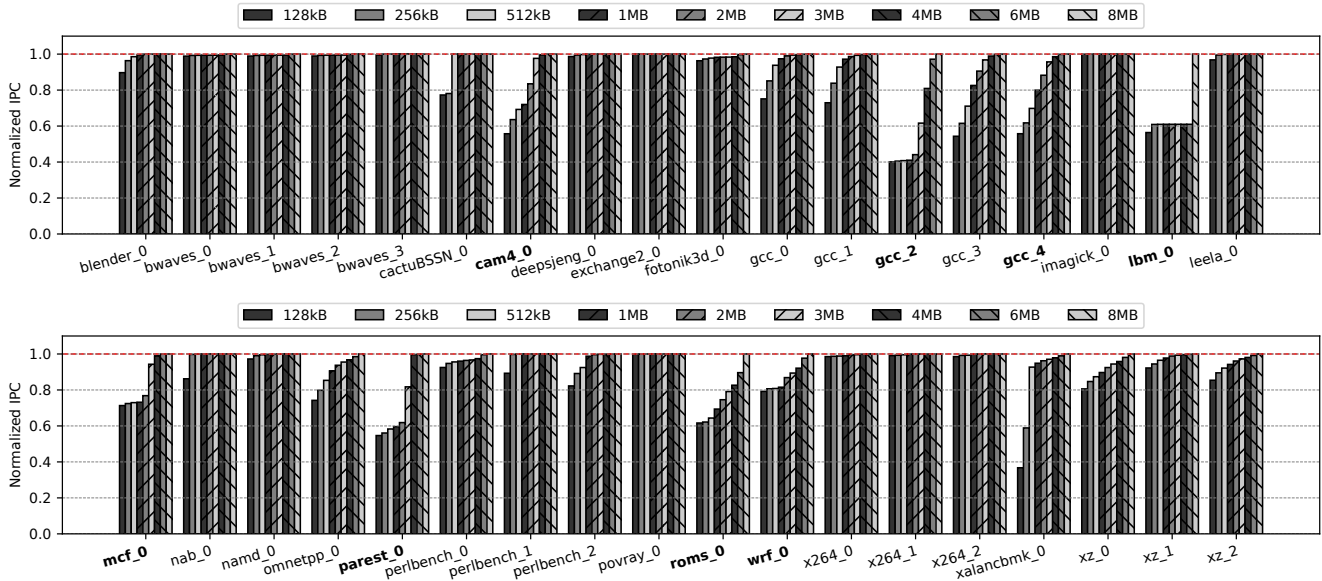 128kB 256kB 512kB 1MB 2MB 3MB 4MB 6MB 8MB
Normalized IPC
1.0
0.8
0.6
0.4
0.2
0.0
blender_0 bwaves_0 bwaves_1 bwaves_2 bwaves_3 cactuBSSN_0 cam4_0 deepsjeng_0 exchange2_0 fotonik3d_0 gcc_0 gcc_1 gcc_2 gcc_3 gcc_4 imagick_0 lbm_0 leela_0
128kB 256kB 512kB 1MB 2MB 3MB 4MB 6MB 8MB
Normalized IPC
1.0
0.8
0.6
0.4
0.2
0.0
mcf_0 nab_0 namd_0 omnetpp_0 parest_0 perlbench_0 perlbench_1 perlbench_2 povray_0 roms_0 wrf_0 x264_0 x264_1 x264_2 xalancbmk_0 xz_0 xz_1 xz_2